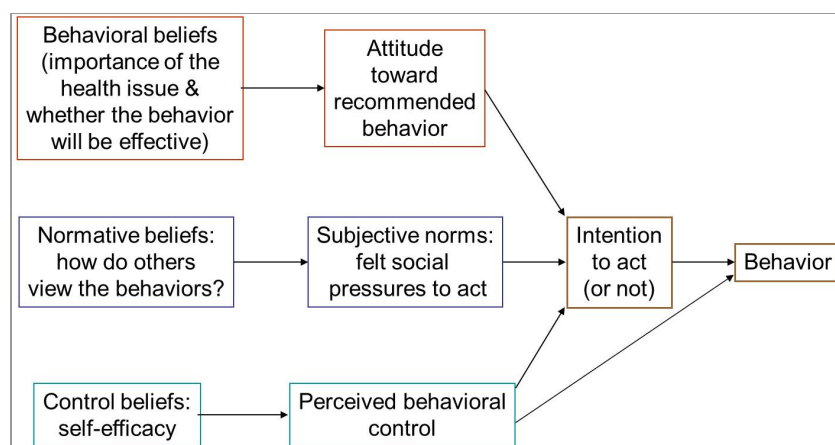 Behavioral beliefs
(importance of the
health issue &
whether the behavior
will be effective)
Attitude
toward
recommended
behavior
Normative beliefs:
how do others
view the behaviors?
Subjective norms:
felt social
pressures to act
Intention
to act
(or not)
Behavior
Control beliefs:
self-efficacy
Perceived behavioral
control